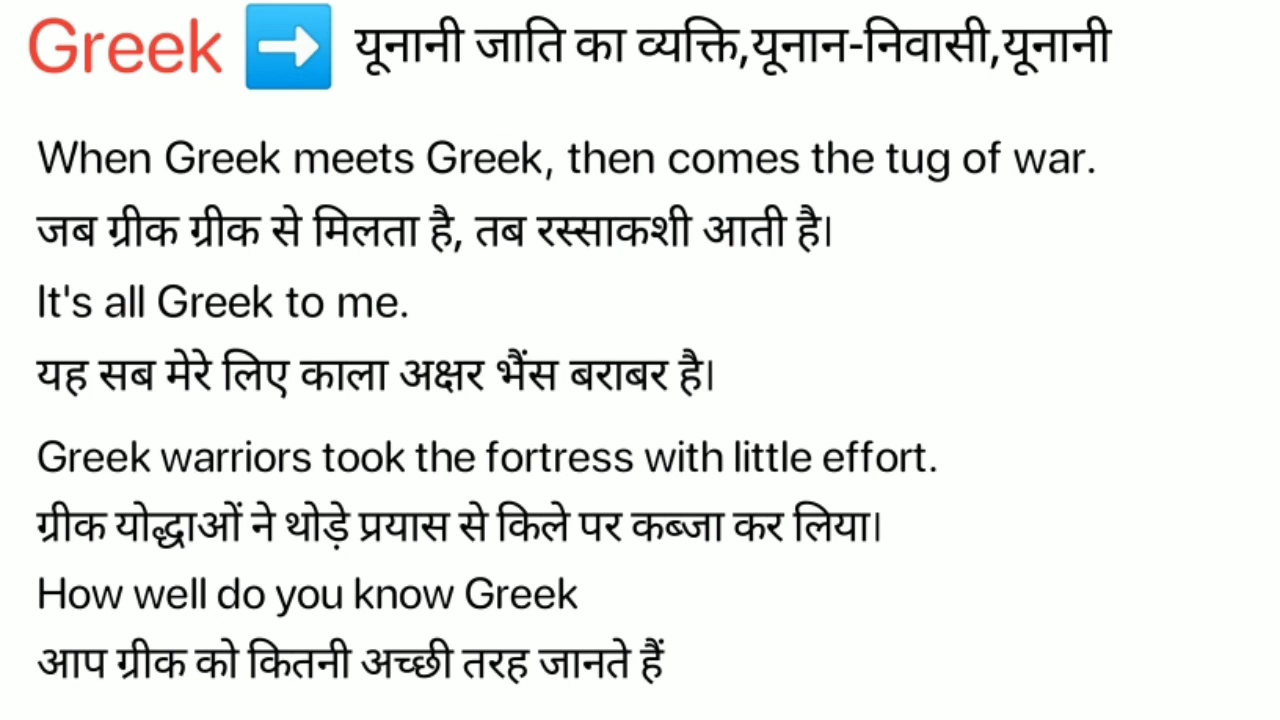 Greek ➡ यूनानी जाति का व्यक्ति,यूनान-निवासी,यूनानी
When Greek meets Greek, then comes the tug of war.
जब ग्रीक ग्रीक से मिलता है, तब रस्साकशी आती है।
It's all Greek to me.
यह सब मेरे लिए काला अक्षर भैंस बराबर है।
Greek warriors took the fortress with little effort.
ग्रीक योद्धाओं ने थोड़े प्रयास से किले पर कब्जा कर लिया।
How well do you know Greek
आप ग्रीक को कितनी अच्छी तरह जानते हैं